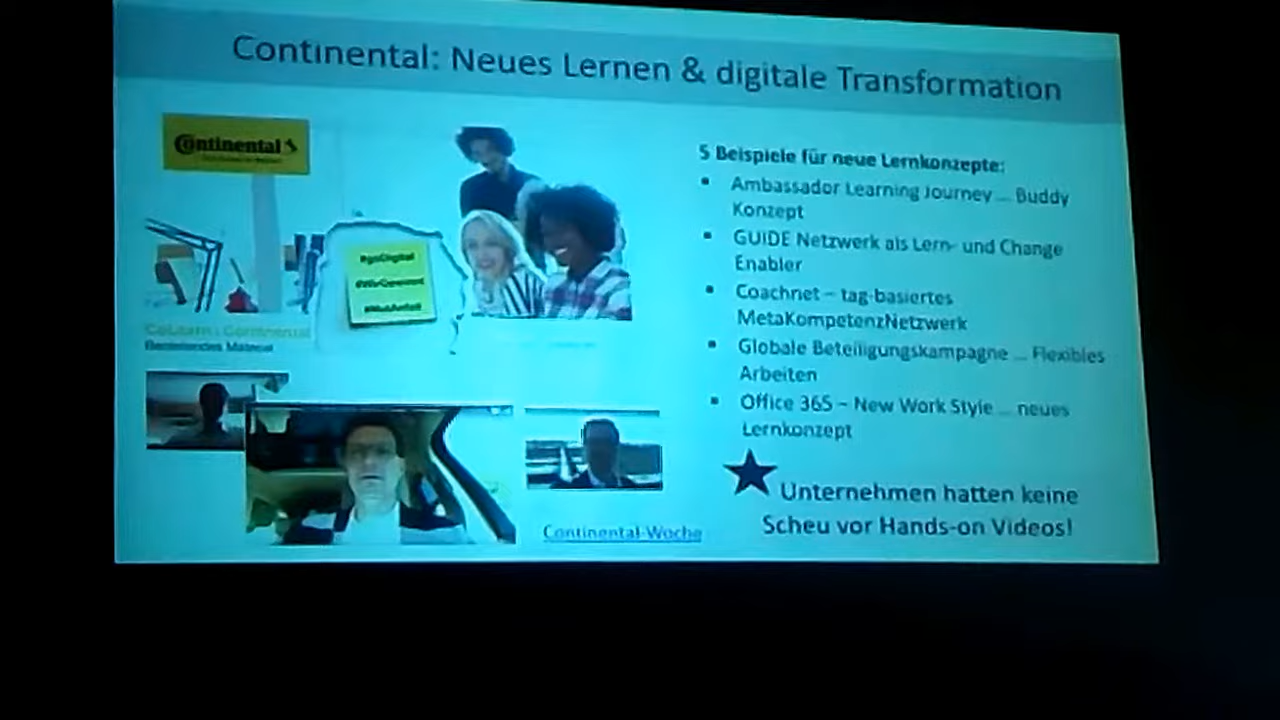 Continental: Neues Lernen & digitale Transformation
Continental
5 Beispiele für neue Lernkonzepte:
▪ Ambassador Learning Journey ... Buddy
Konzept
▪ GUIDE Netzwerk als Lern- und Change
Enabler
▪ Coachnet – tag-basiertes
MetaKompetenzNetzwerk
▪ Globale Beteiligungskampagne ... Flexibles
Arbeiten
▪ Office 365 – New Work Style ... neues
Lernkonzept
Unternehmen hatten keine
Scheu vor Hands-on Videos!
#goDigital
Continental-Woche